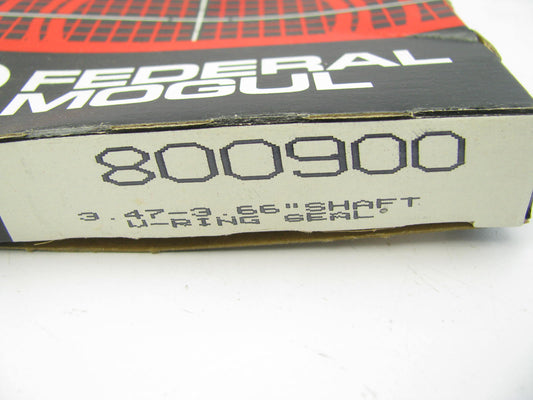 FEDERAL
MOGUL
800900
3.47-3.66"SHAFT
V-RING SEAL